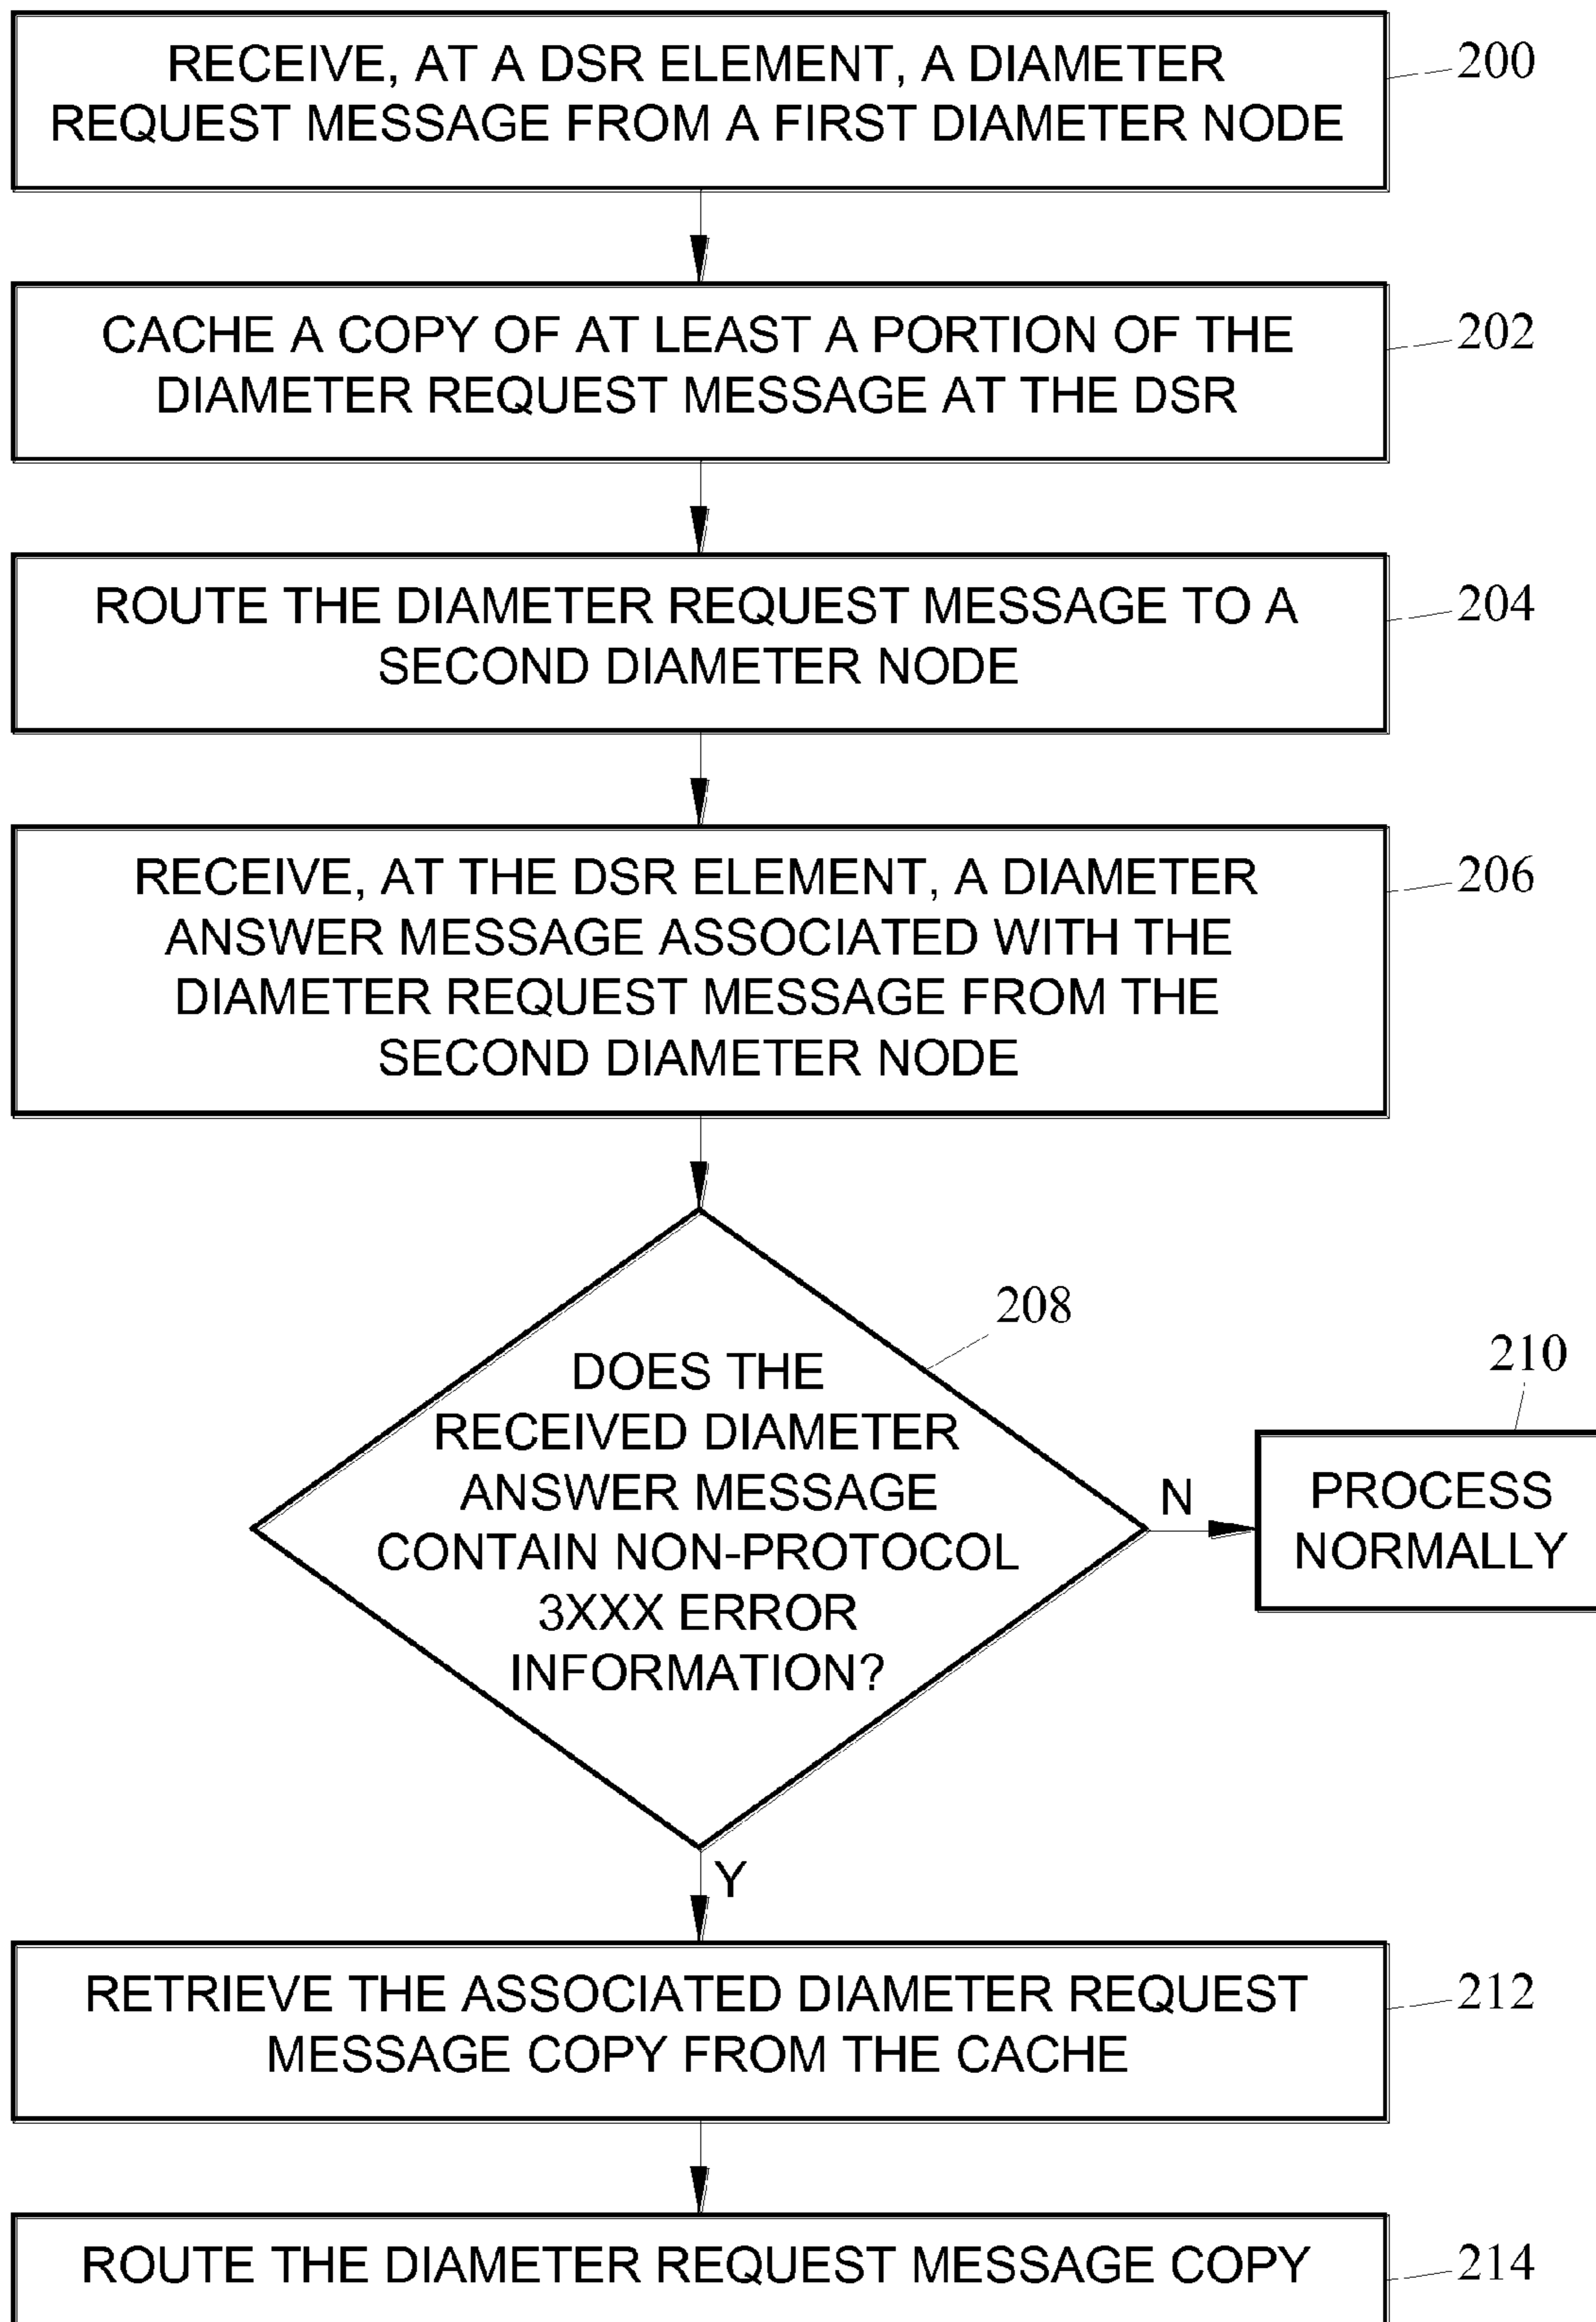 RECEIVE, AT A DSR ELEMENT, A DIAMETER
REQUEST MESSAGE FROM A FIRST DIAMETER NODE
200
CACHE A COPY OF AT LEAST A PORTION OF THE
DIAMETER REQUEST MESSAGE AT THE DSR
202
ROUTE THE DIAMETER REQUEST MESSAGE TO A
SECOND DIAMETER NODE
204
RECEIVE, AT THE DSR ELEMENT, A DIAMETER
ANSWER MESSAGE ASSOCIATED WITH THE
DIAMETER REQUEST MESSAGE FROM THE
SECOND DIAMETER NODE
206
DOES THE
RECEIVED DIAMETER
ANSWER MESSAGE
CONTAIN NON-PROTOCOL
3XXX ERROR
INFORMATION?
208
N
210
PROCESS
NORMALLY
Y
RETRIEVE THE ASSOCIATED DIAMETER REQUEST
MESSAGE COPY FROM THE CACHE
212
ROUTE THE DIAMETER REQUEST MESSAGE COPY
214